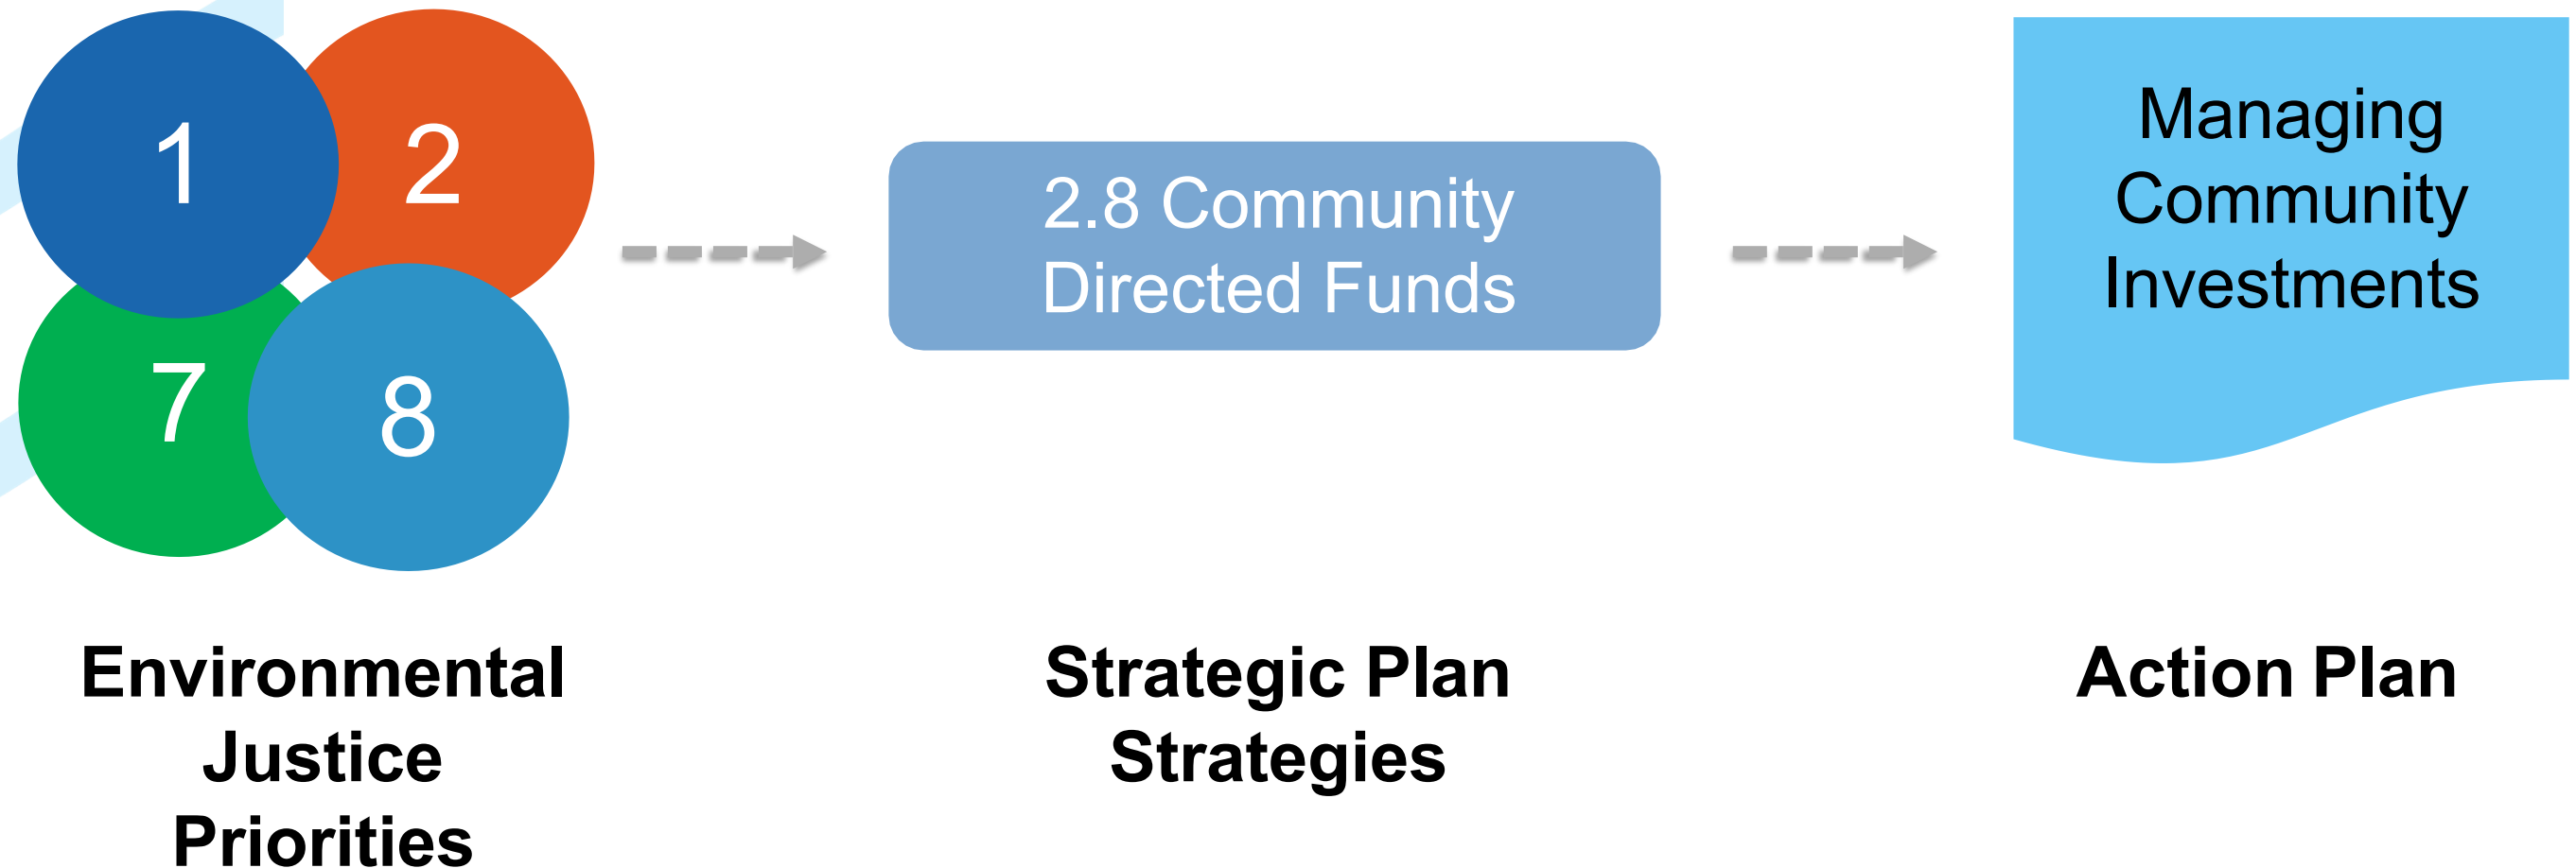 1
2
7
8
2.8 Community
Directed Funds
Managing
Community
Investments
Environmental
Justice
Priorities
Strategic Plan
Strategies
Action Plan